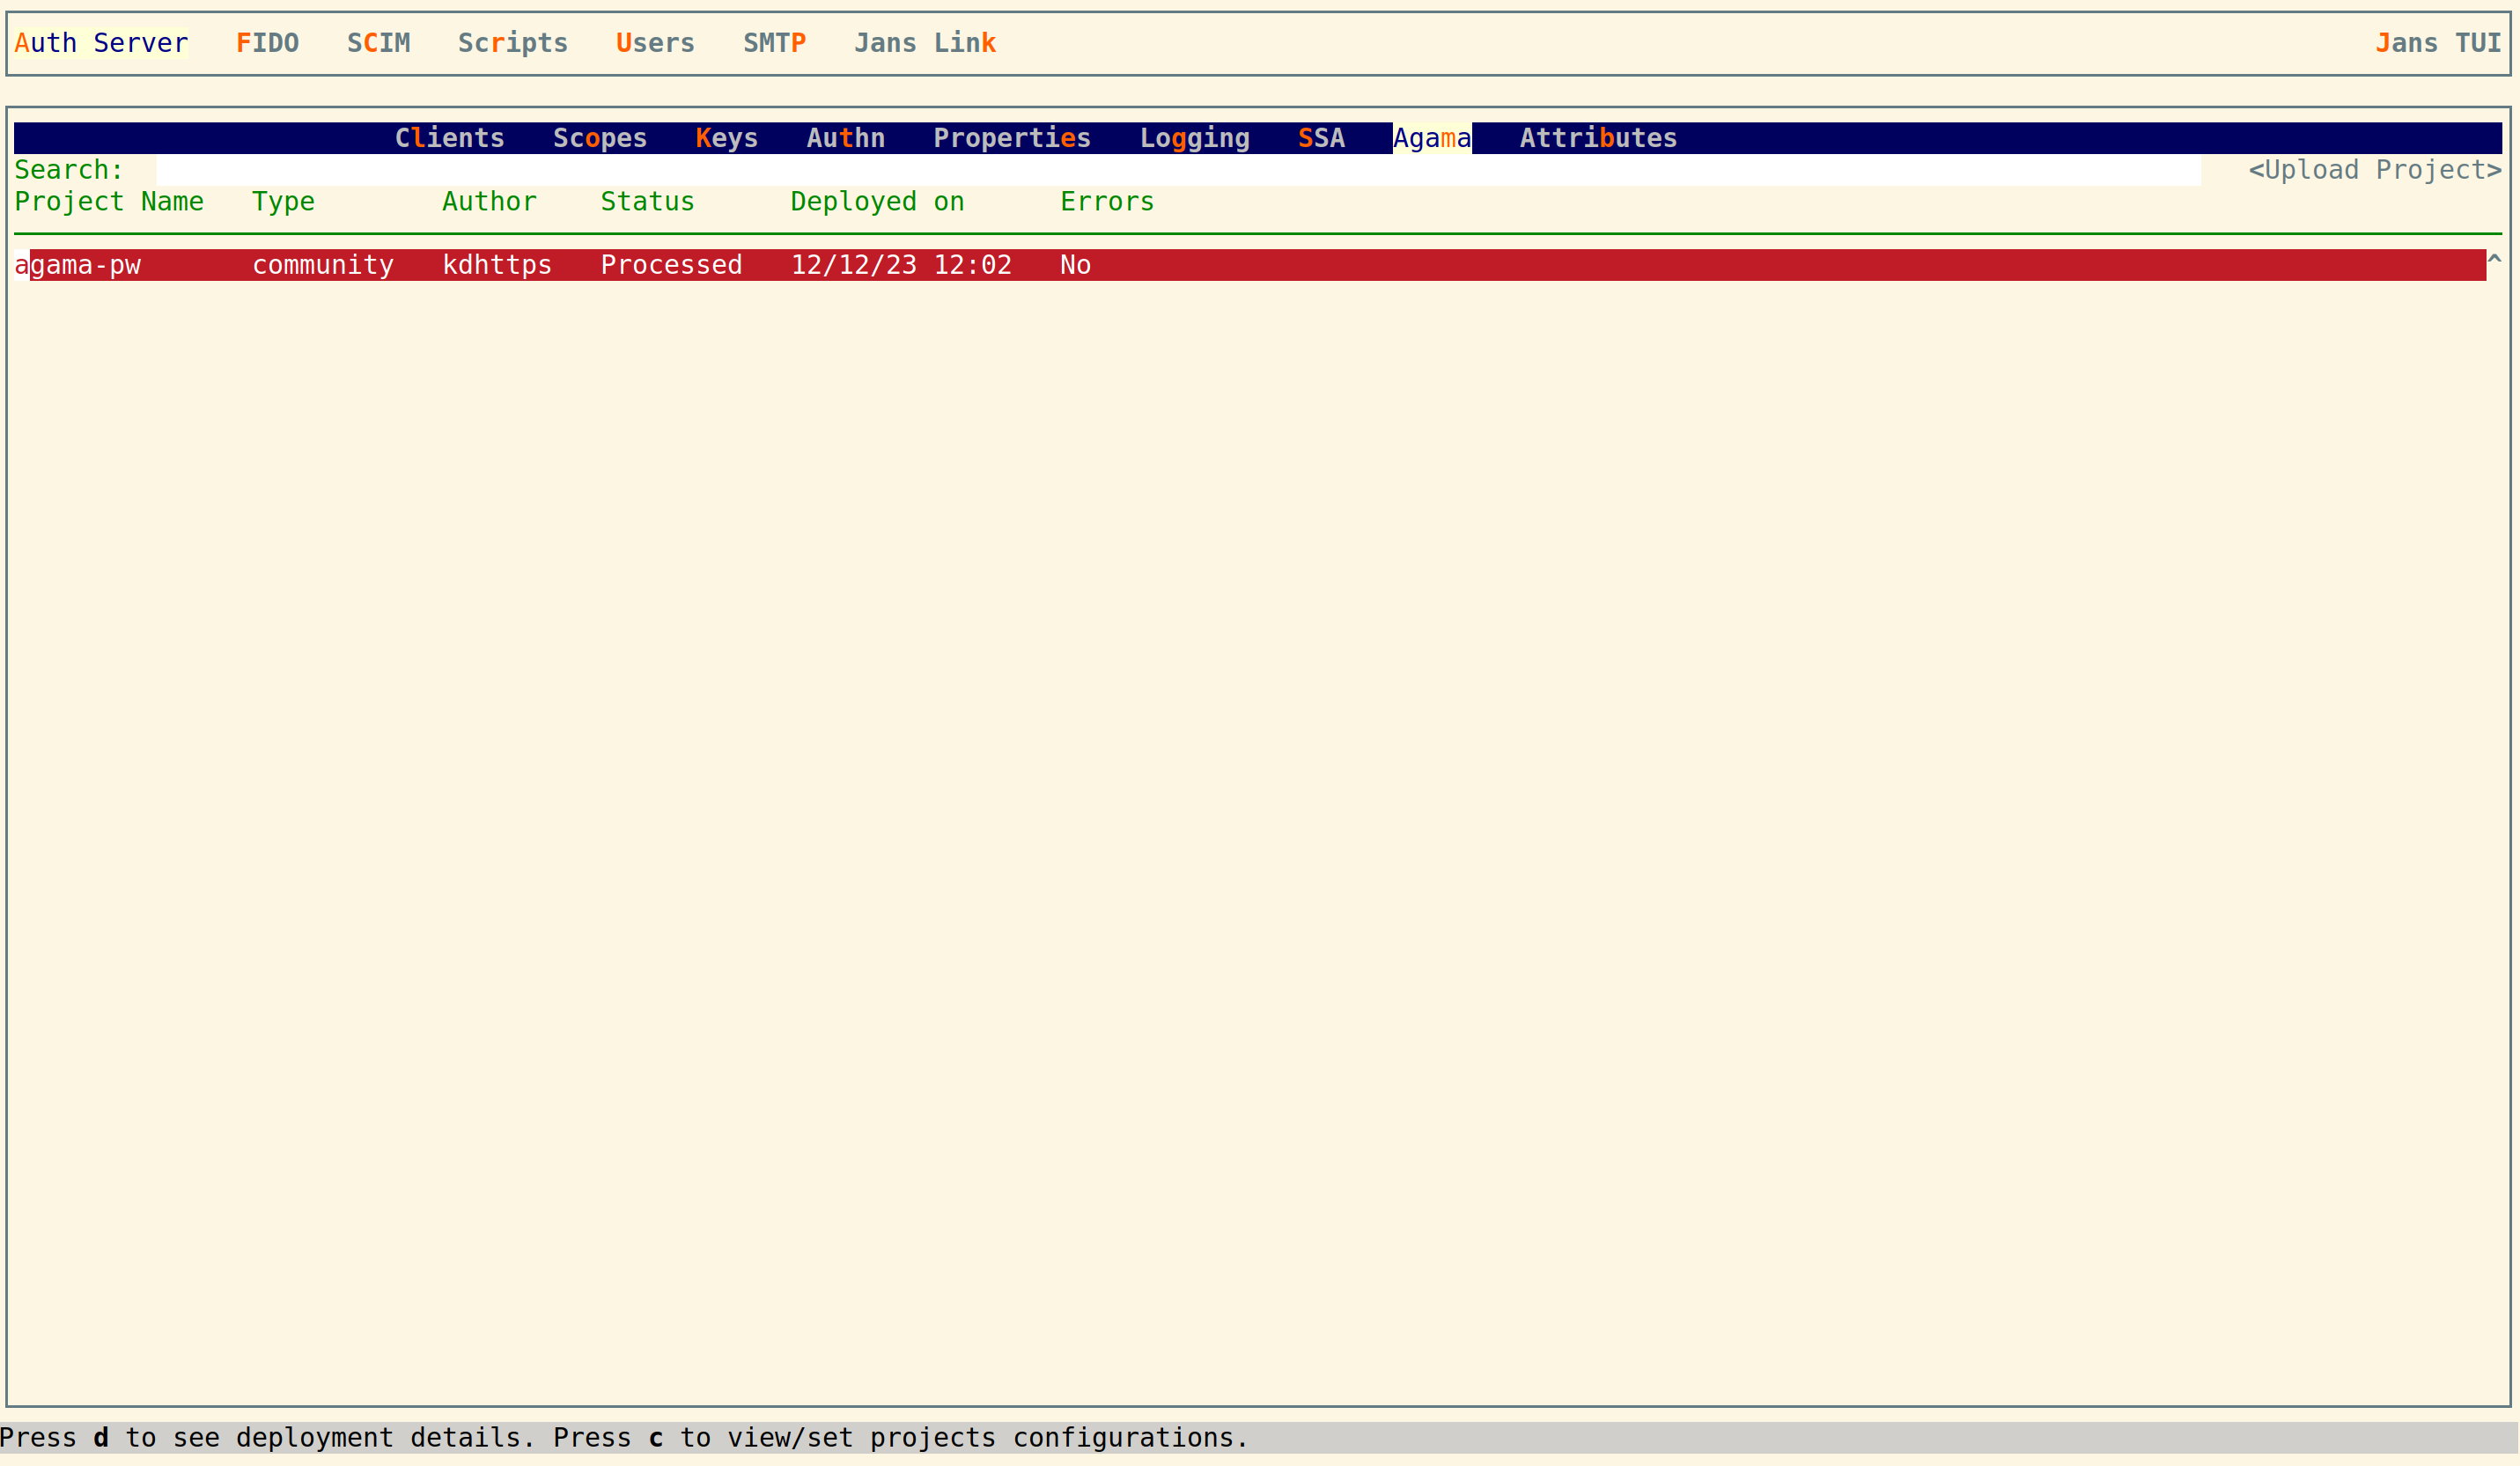 Auth Server   FIDO   SCIM   Scripts   Users   SMTP   Jans Link   Jans TUI
Clients   Scopes   Keys   Authn   Properties   Logging   SSA   Agama   Attributes
Search:   <Upload Project>
Project Name   Type   Author   Status   Deployed on   Errors
agama-pw   community   kdhttps   Processed   12/12/23 12:02   No   ^
Press d to see deployment details. Press c to view/set projects configurations.